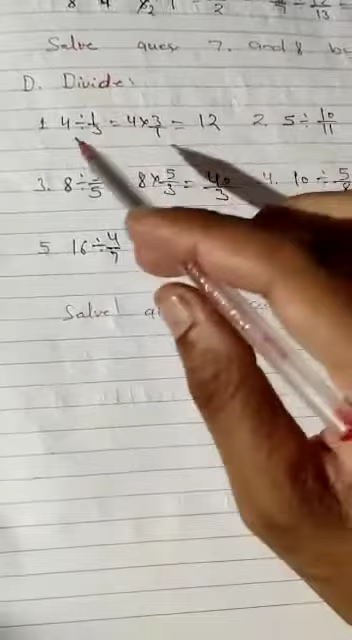 Solve ques 7. and 8
D. Divide:
1. 4 ÷ 1/3 = 4 × 3/1 = 12 2. 5 ÷ 10/11
3. 8 ÷ /5 8 × 5/3 = 40/3 4. 10 ÷ 5/8
5 16 ÷ 4/7
Solve